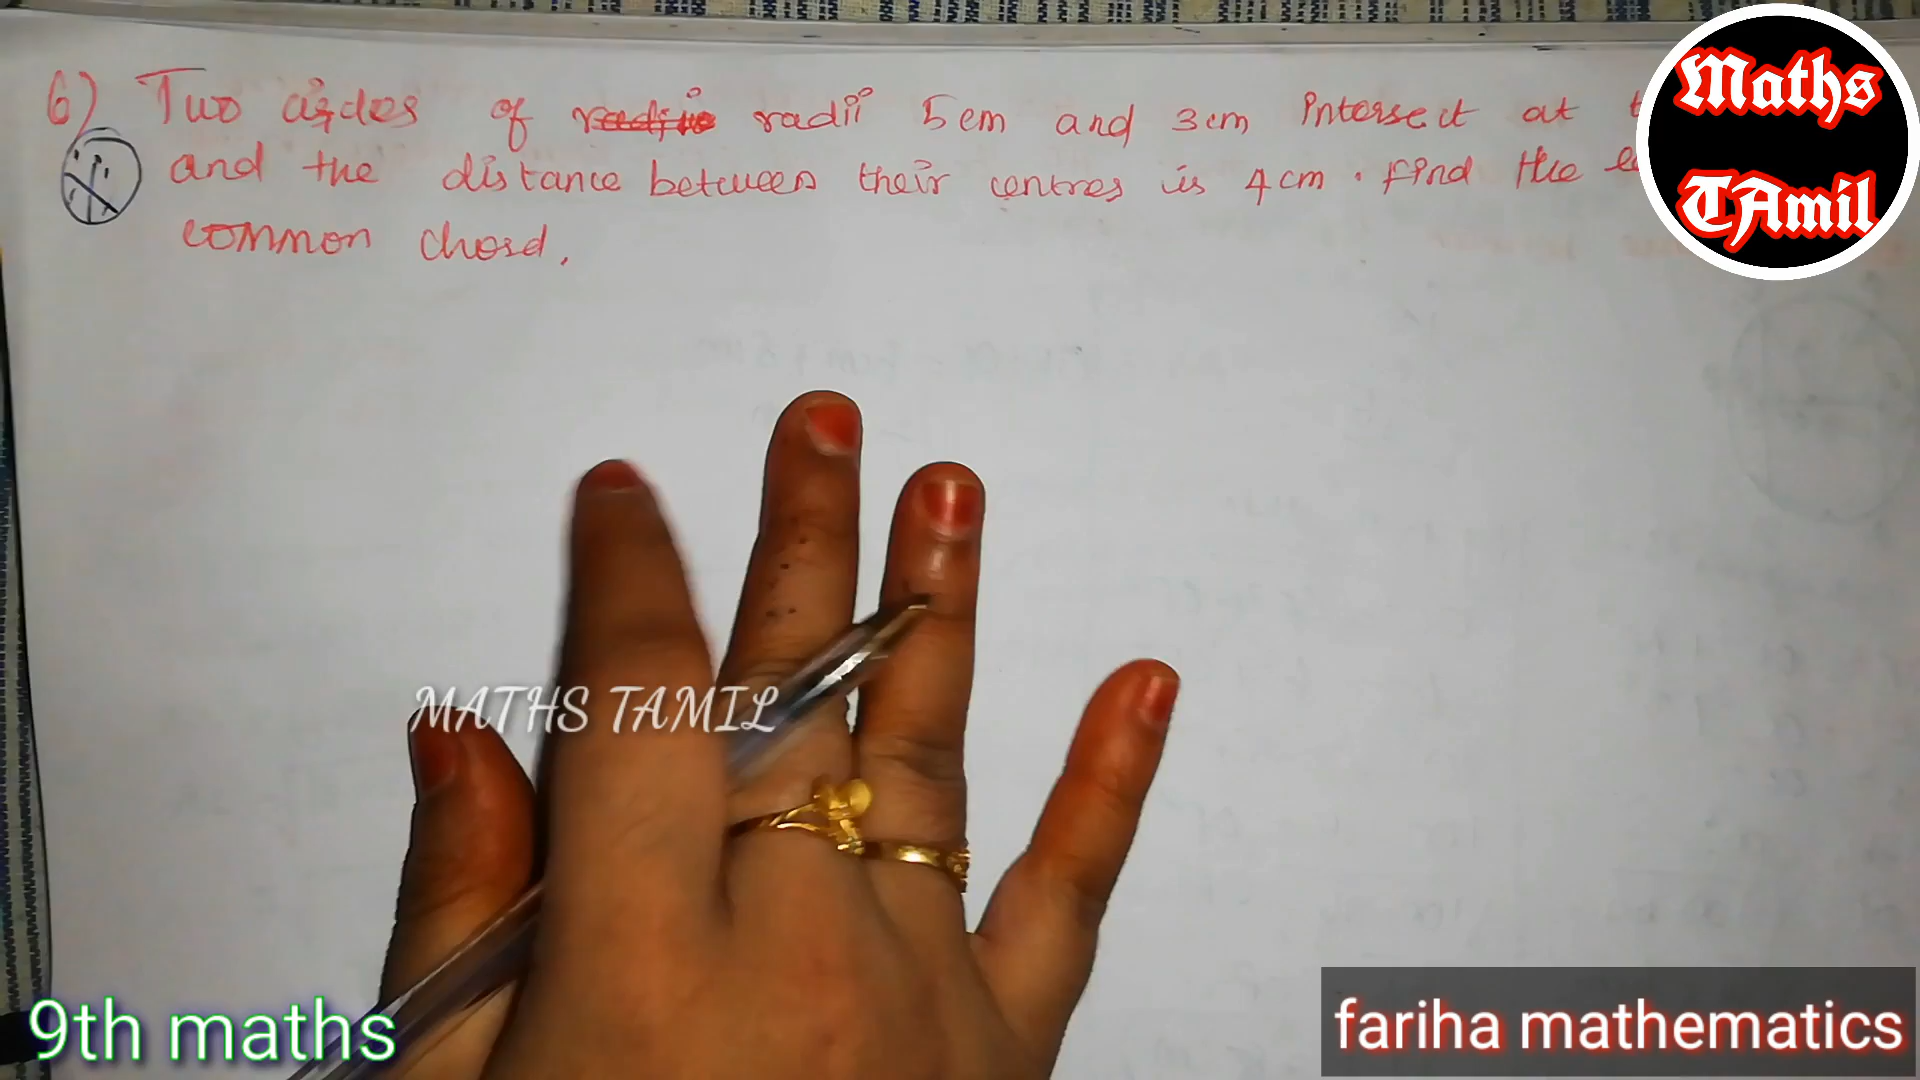 6) Two circles of radii 5cm and 3cm intersect at
and the distance between their centres is 4cm. Find the
common chord.
Maths
TAmil
MATHS TAMIL
9th maths
fariha mathematics